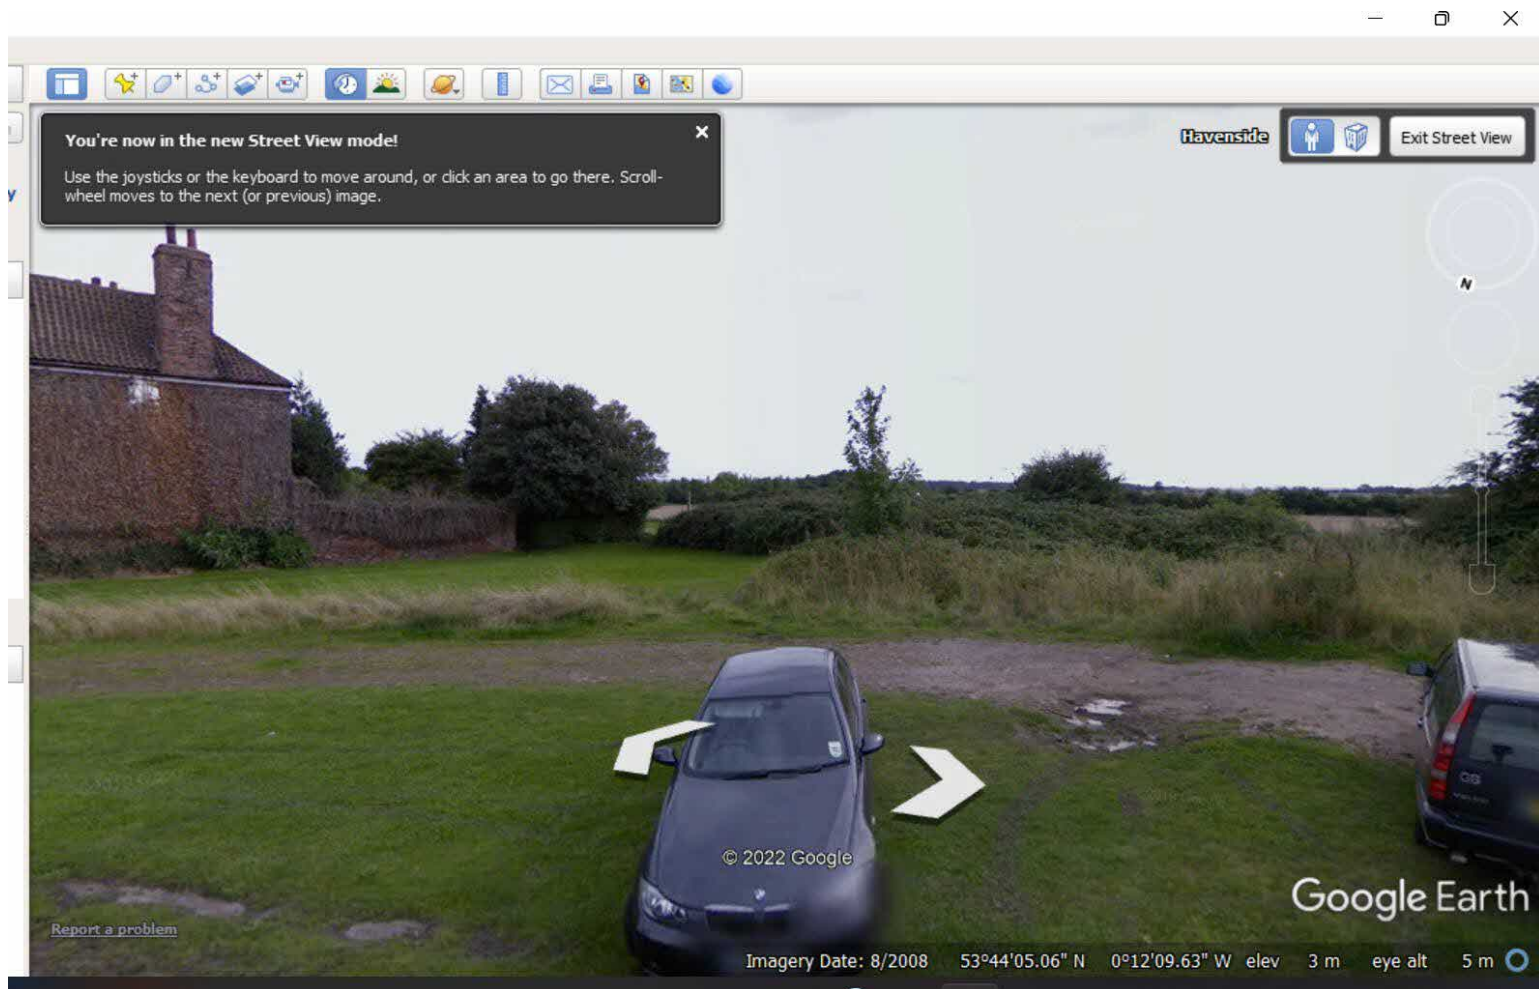 You're now in the new Street View mode!
Use the joysticks or the keyboard to move around, or click an area to go there. Scroll-
wheel moves to the next (or previous) image.
Havenside
Exit Street View
N
y
© 2022 Google
GB
Google Earth
Report a problem
Imagery Date: 8/2008 53°44'05.06" N 0°12'09.63" W elev 3 m eye alt 5 m